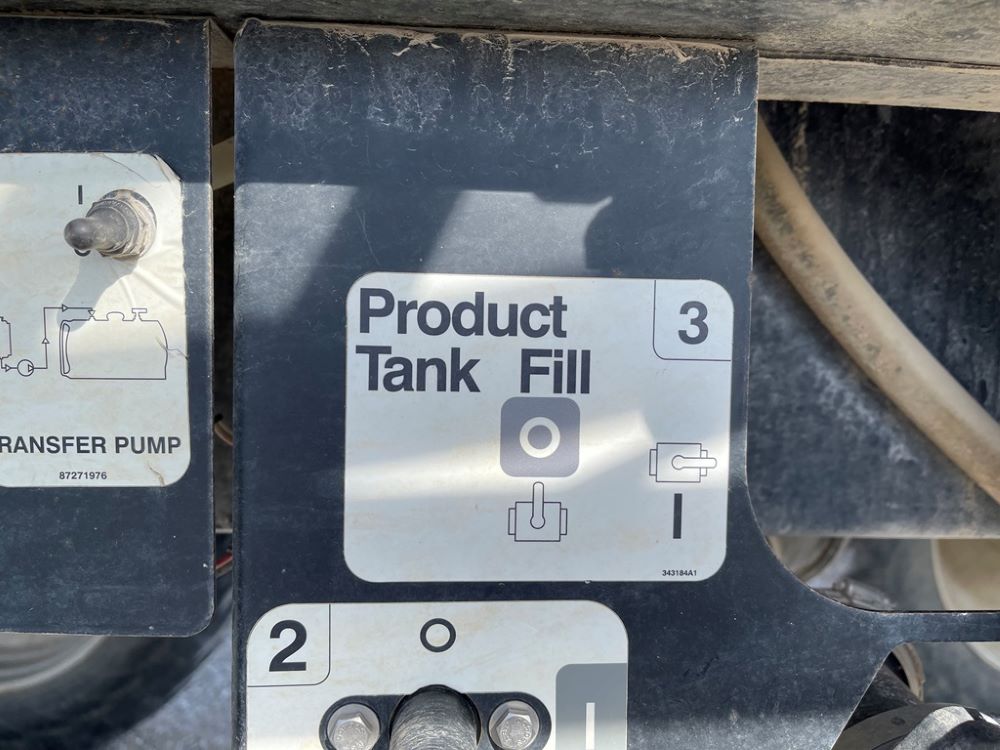 I
RANSFER PUMP
87271976
Product
Tank Fill
3
O
I
343184A1
2
O
I